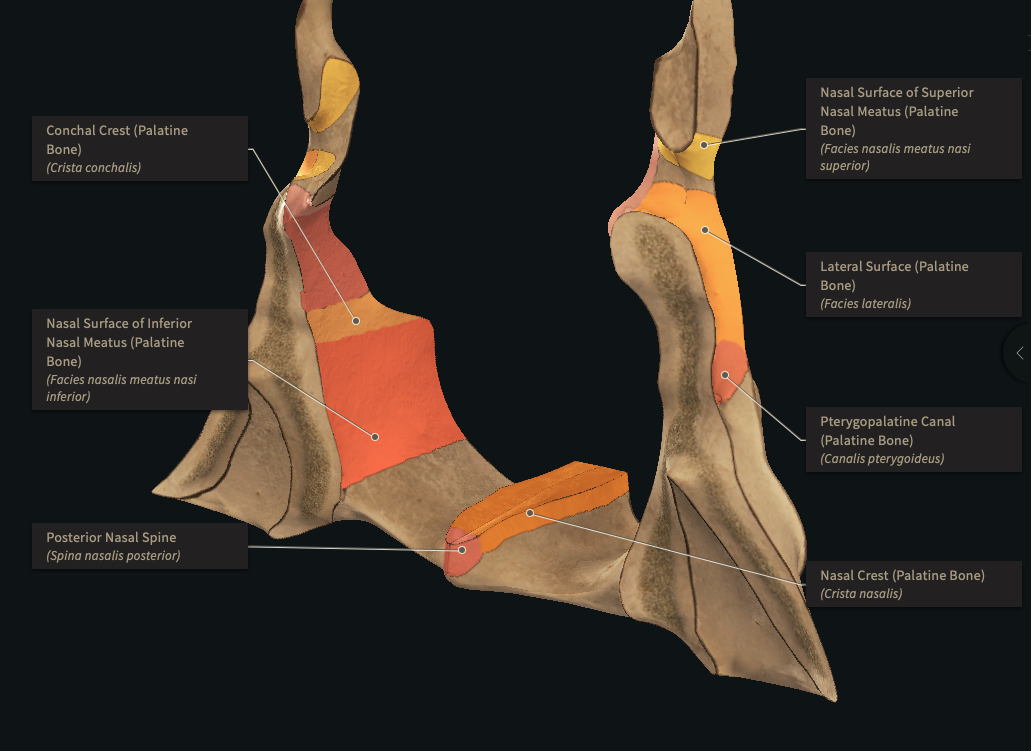 Conchal Crest (Palatine
Bone)
(Crista conchalis)
Nasal Surface of Inferior
Nasal Meatus (Palatine
Bone)
(Facies nasalis meatus nasi
inferior)
Posterior Nasal Spine
(Spina nasalis posterior)
Nasal Surface of Superior
Nasal Meatus (Palatine
Bone)
(Facies nasalis meatus nasi
superior)
Lateral Surface (Palatine
Bone)
(Facies lateralis)
Pterygopalatine Canal
(Palatine Bone)
(Canalis pterygoideus)
Nasal Crest (Palatine Bone)
(Crista nasalis)